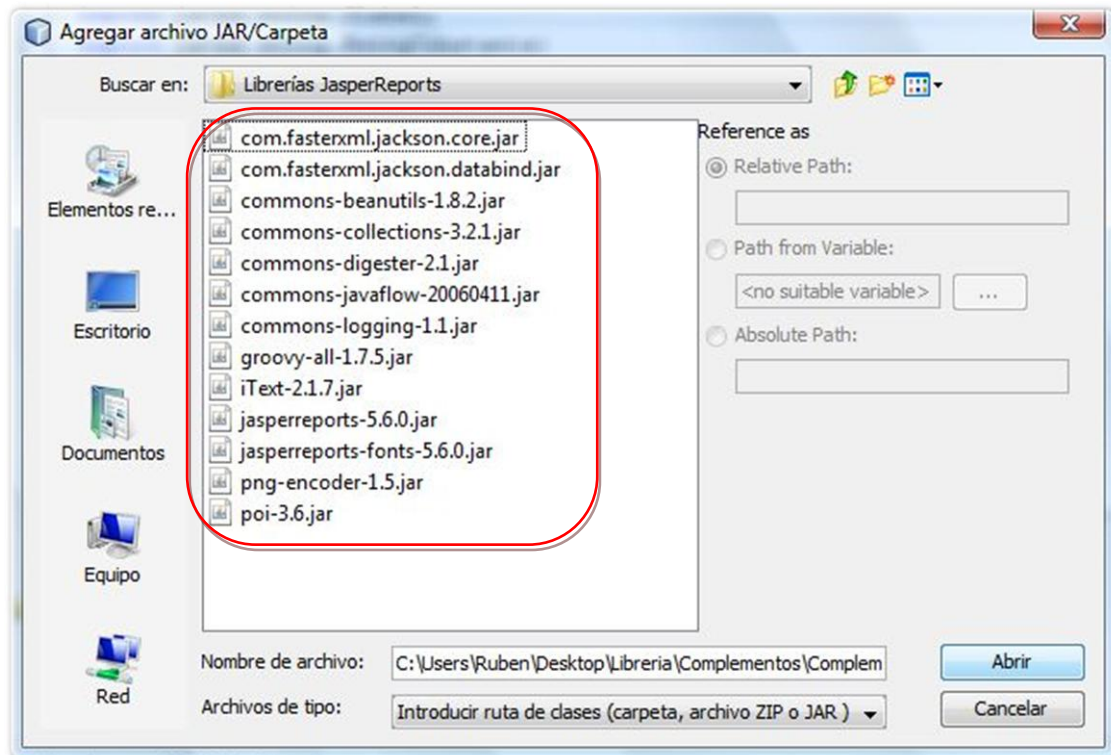 Agregar archivo JAR/Carpeta
Buscar en: Librerías JasperReports
com.fasterxml.jackson.core.jar
com.fasterxml.jackson.databind.jar
commons-beanutils-1.8.2.jar
commons-collections-3.2.1.jar
commons-digester-2.1.jar
commons-javaflow-20060411.jar
commons-logging-1.1.jar
groovy-all-1.7.5.jar
iText-2.1.7.jar
jasperreports-5.6.0.jar
jasperreports-fonts-5.6.0.jar
png-encoder-1.5.jar
poi-3.6.jar
Elementos re...
Escritorio
Documentos
Equipo
Red
Reference as
Relative Path:
Path from Variable:
<no suitable variable> ...
Absolute Path:
Nombre de archivo: C:\Users\Ruben\Desktop\Libreria\Complementos\Complem Abrir
Archivos de tipo: Introducir ruta de clases (carpeta, archivo ZIP o JAR ) Cancelar